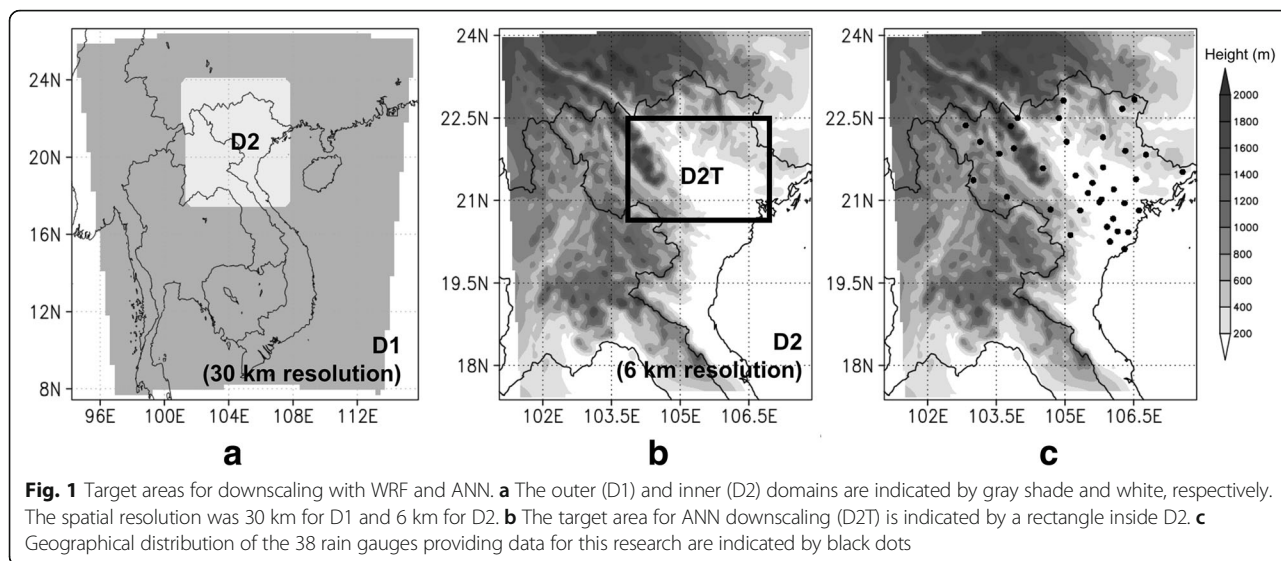 24N
20N
16N
12N
8N
96E 100E 104E 108E 112E
D2
D1
(30 km resolution)
a
24N
22.5N
21N
19.5N
18N
102E 103.5E 105E 106.5E
D2T
D2
(6 km resolution)
b
24N
22.5N
21N
19.5N
18N
102E 103.5E 105E 106.5E
c
Height (m)
2000
1800
1600
1400
1200
1000
800
600
400
200
Fig. 1 Target areas for downscaling with WRF and ANN. a The outer (D1) and inner (D2) domains are indicated by gray shade and white, respectively.
The spatial resolution was 30 km for D1 and 6 km for D2. b The target area for ANN downscaling (D2T) is indicated by a rectangle inside D2. c
Geographical distribution of the 38 rain gauges providing data for this research are indicated by black dots